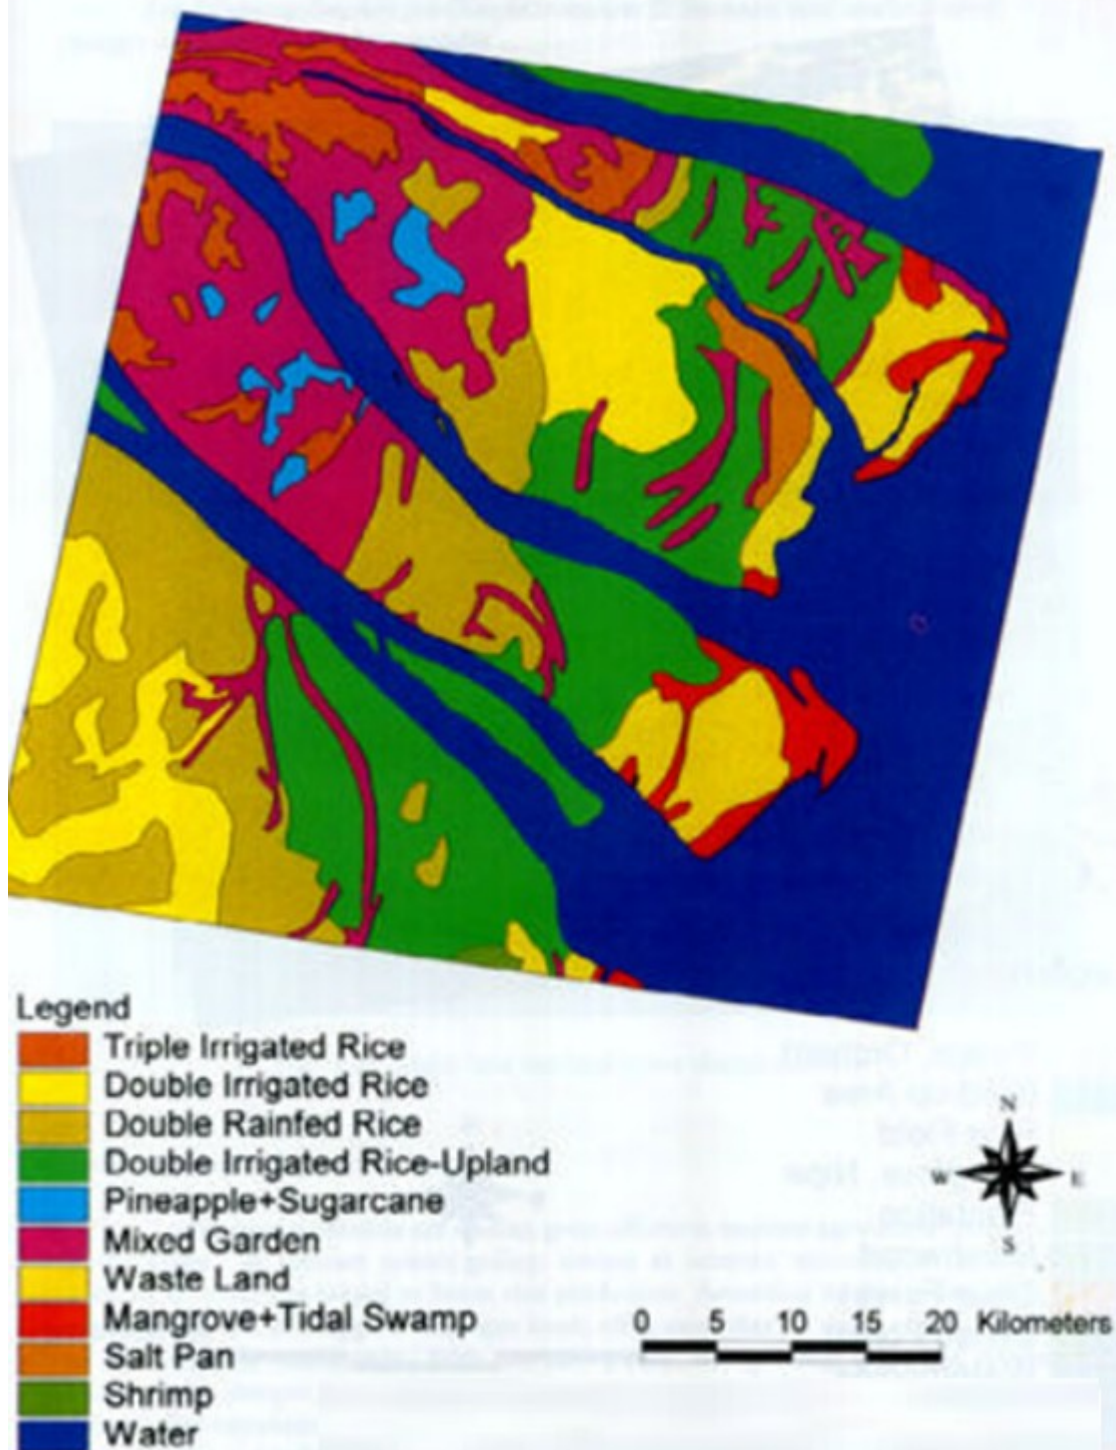 Legend
Triple Irrigated Rice
Double Irrigated Rice
Double Rainfed Rice
Double Irrigated Rice-Upland
Pineapple+Sugarcane
Mixed Garden
Waste Land
Mangrove+Tidal Swamp
Salt Pan
Shrimp
Water
N
W E
S
0 5 10 15 20 Kilometers